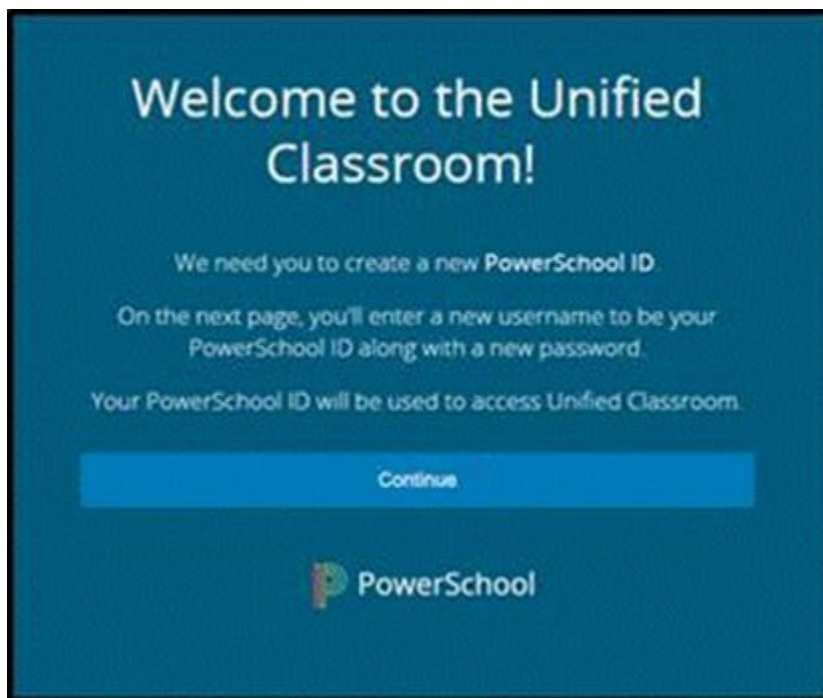 Welcome to the Unified
Classroom!
We need you to create a new PowerSchool ID.
On the next page, you'll enter a new username to be your
PowerSchool ID along with a new password.
Your PowerSchool ID will be used to access Unified Classroom.
Continue
PowerSchool